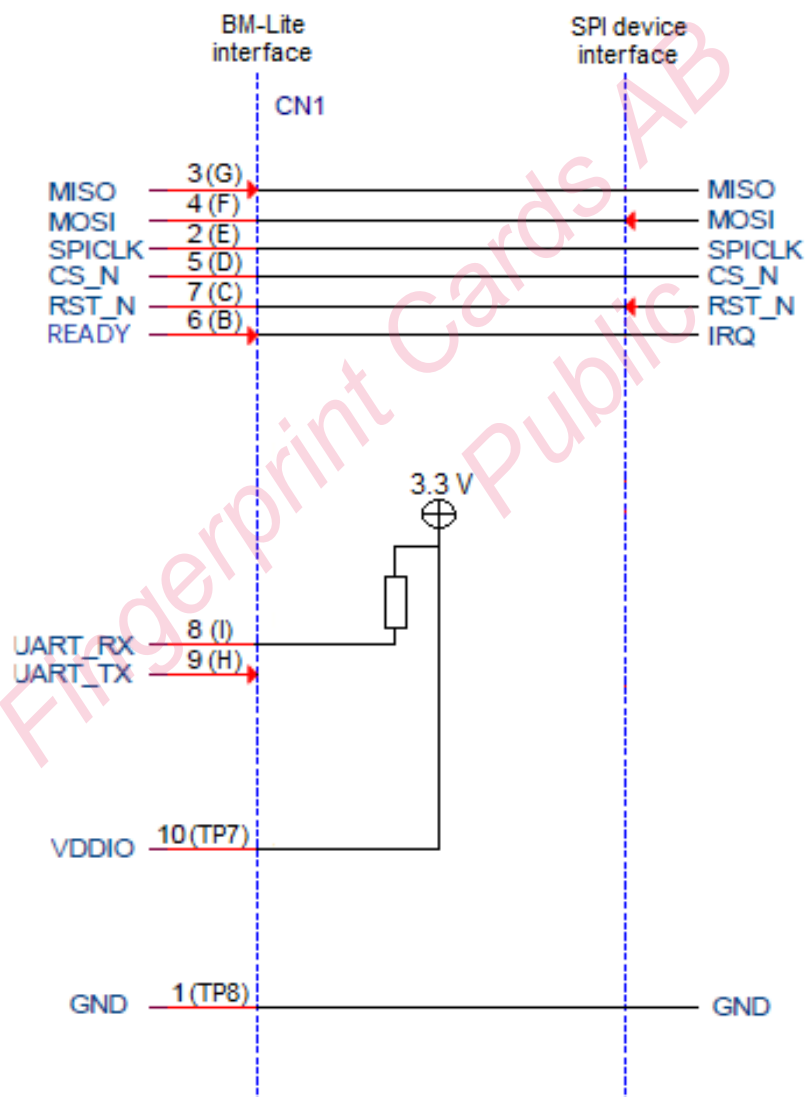 BM-Lite
interface
SPI device
interface
CN1
MISO 3 (G) MISO
MOSI 4 (F) MOSI
SPICLK 2 (E) SPICLK
CS_N 5 (D) CS_N
RST_N 7 (C) RST_N
READY 6 (B) IRQ
3.3 V
UART_RX 8 (I)
UART_TX 9 (H)
VDDIO 10 (TP7)
GND 1 (TP8) GND
Fingerprint Cards AB
Public